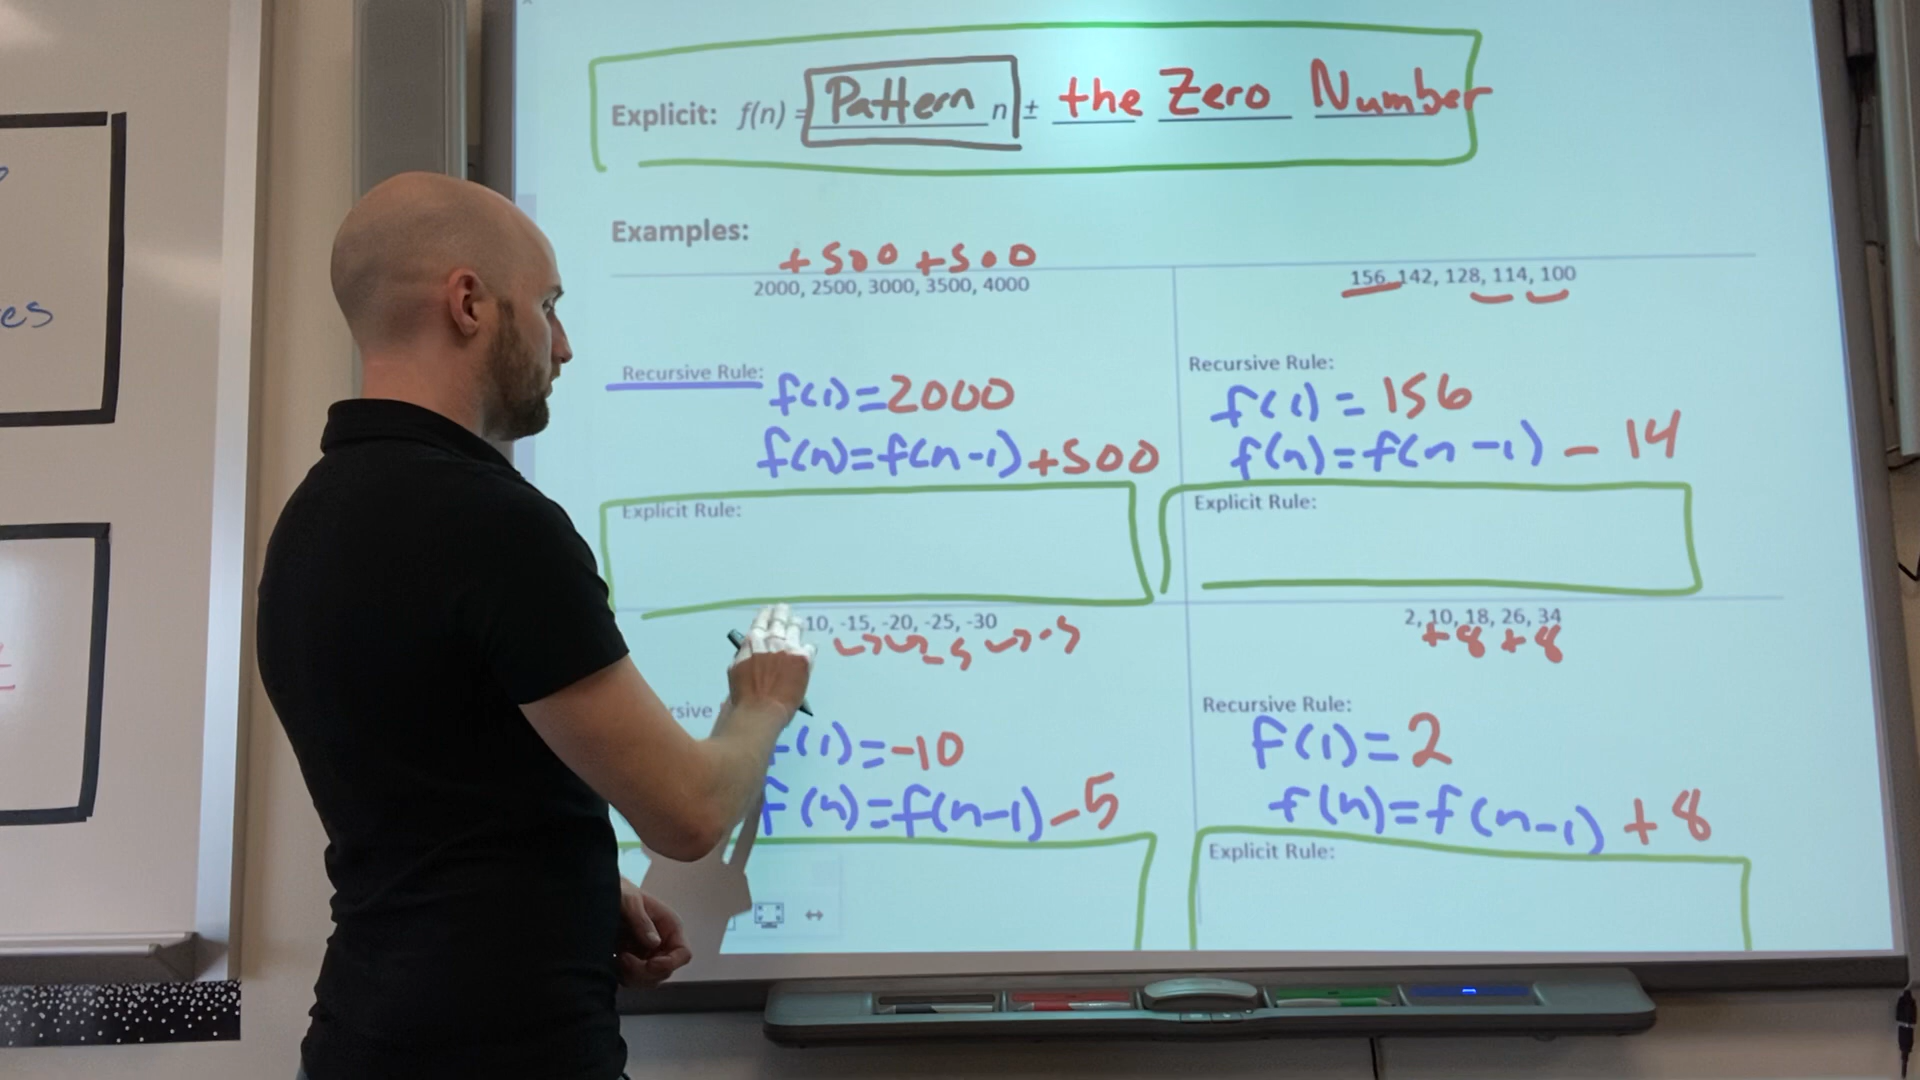 Explicit: f(n) = Pattern n ± the Zero Number
Examples:
+500 +500
2000, 2500, 3000, 3500, 4000
Recursive Rule:
f(1)=2000
f(n)=f(n-1)+500
Explicit Rule:
156, 142, 128, 114, 100
Recursive Rule:
f(1) = 156
f(n)=f(n-1) - 14
Explicit Rule:
10, -15, -20, -25, -30
-5 -5
(1)=-10
f(n)=f(n-1)-5
2, 10, 18, 26, 34
+8 +8
Recursive Rule:
f(1)=2
f(n)=f(n-1) +8
Explicit Rule: